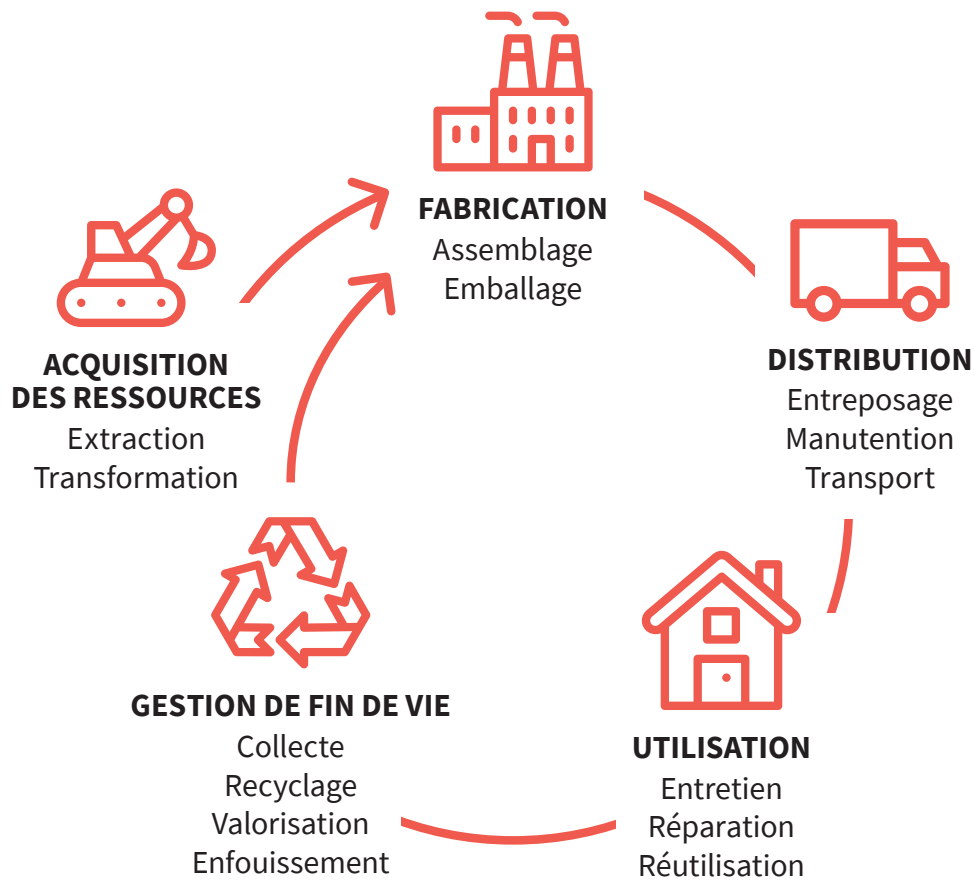 FABRICATION
Assemblage
Emballage
ACQUISITION
DES RESSOURCES
Extraction
Transformation
DISTRIBUTION
Entreposage
Manutention
Transport
GESTION DE FIN DE VIE
Collecte
Recyclage
Valorisation
Enfouissement
UTILISATION
Entretien
Réparation
Réutilisation